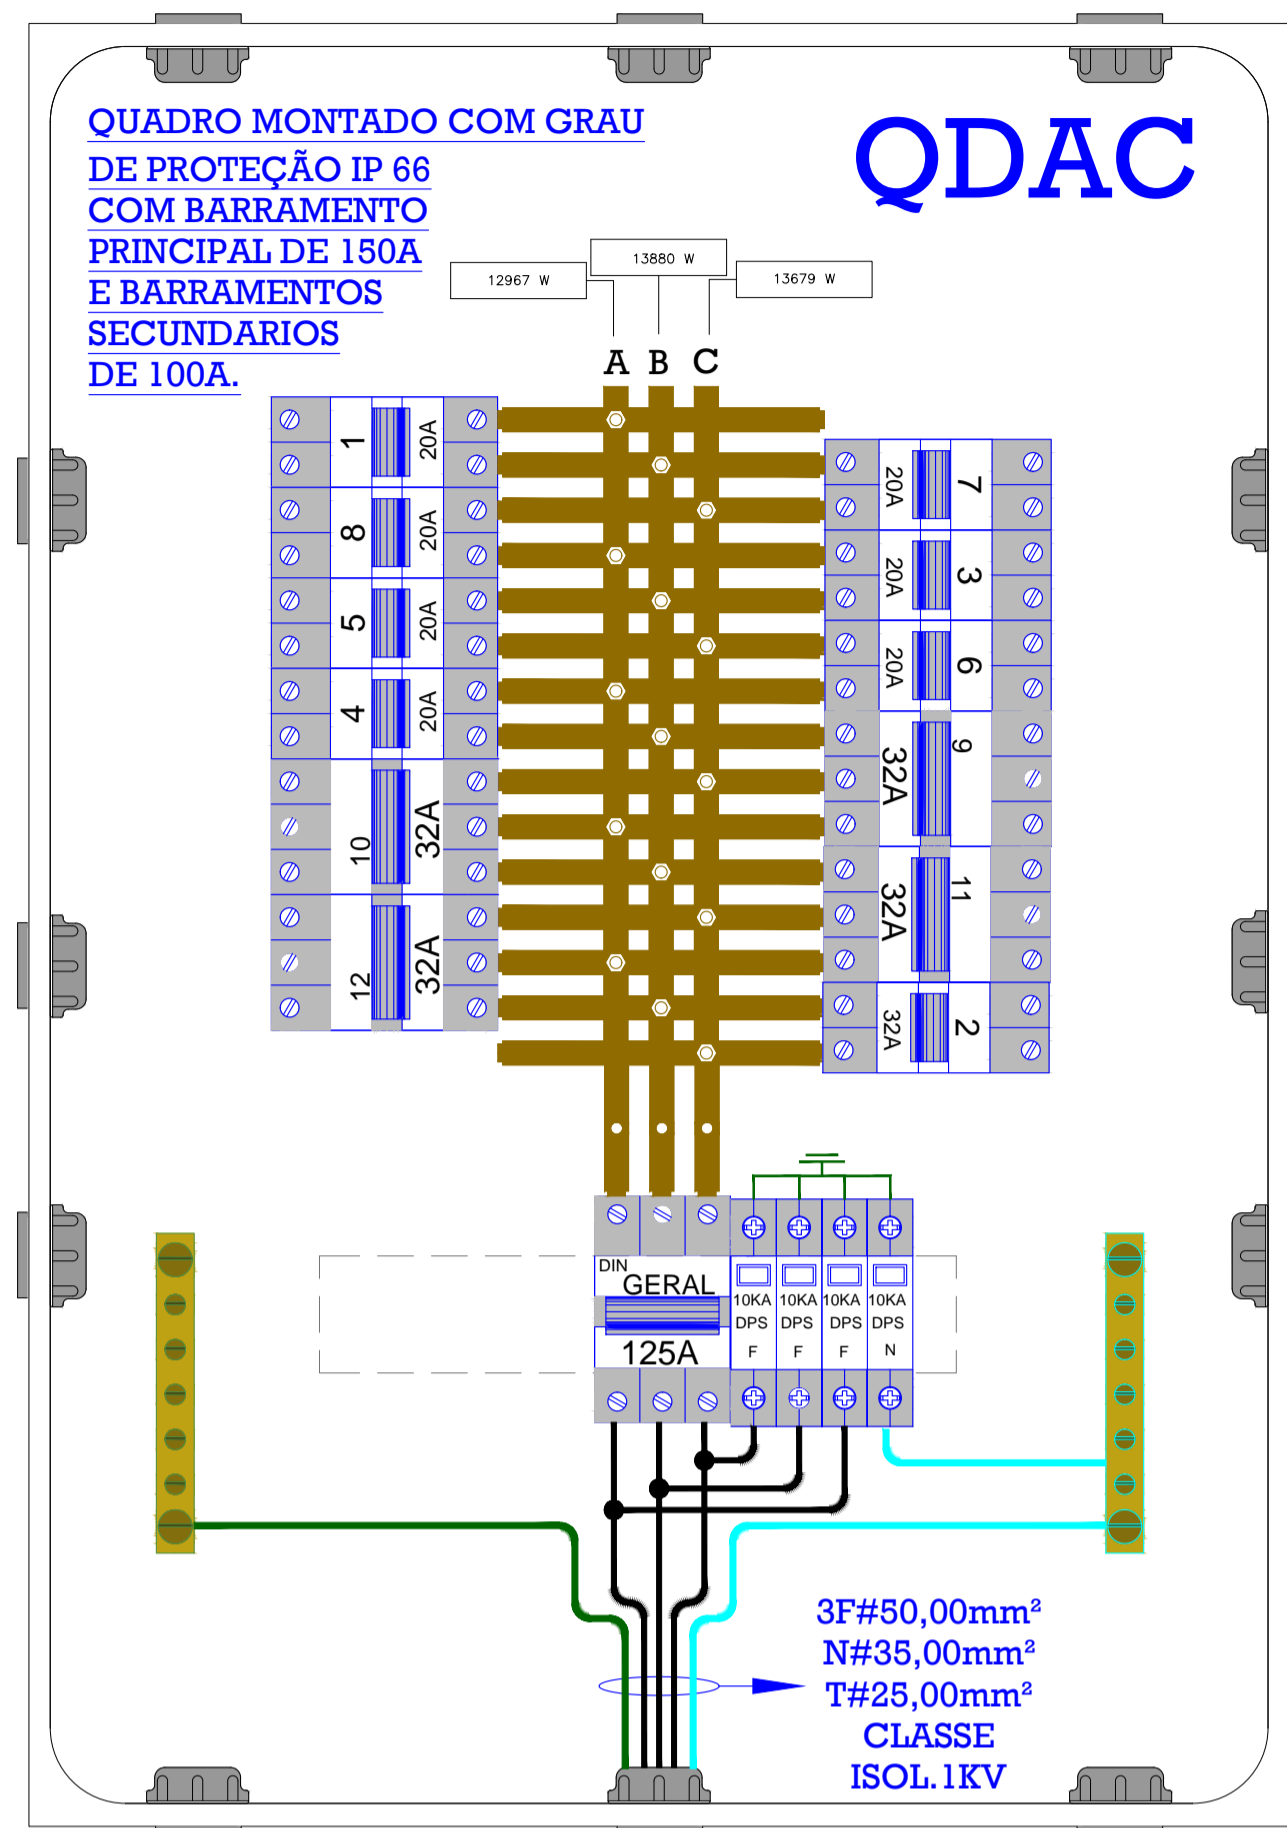 QUADRO MONTADO COM GRAU
DE PROTEÇÃO IP 66
COM BARRAMENTO
PRINCIPAL DE 150A
E BARRAMENTOS
SECUNDARIOS
DE 100A.
QDAC
12967 W
13880 W
13679 W
A B C
1 20A
8 20A
5 20A
4 20A
10 32A
12 32A
20A 7
20A 3
20A 6
32A 9
32A 11
32A 2
DIN
GERAL
125A
10KA DPS F
10KA DPS F
10KA DPS F
10KA DPS N
3F#50,00mm²
N#35,00mm²
T#25,00mm²
CLASSE
ISOL.1KV